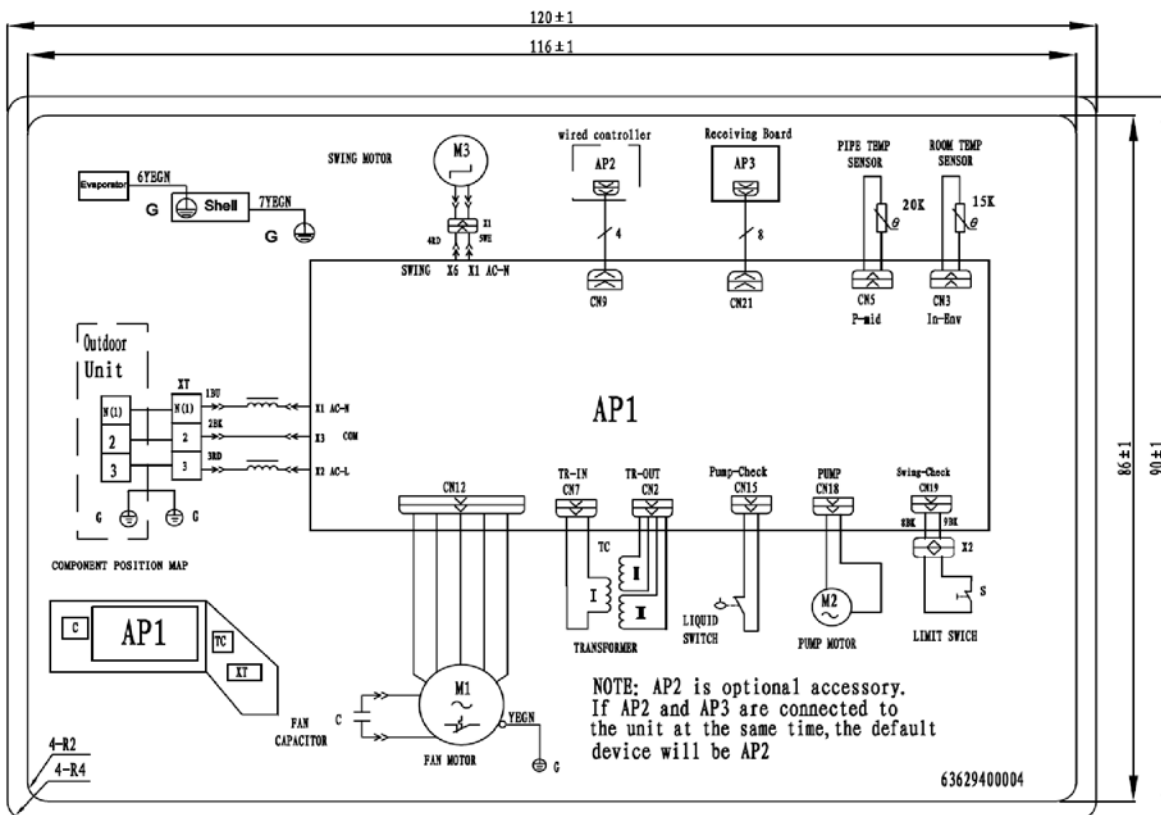 120±1
116±1
wired controller
Receiving Board
SWING MOTOR
M3
AP2
AP3
PIPE TEMP
SENSOR
ROOM TEMP
SENSOR
Evaporator
6YEGN
G
Shell
7YEGN
G
20K
θ
15K
θ
4RD
X1
5WH
4
8
SWING X6 X1 AC-N
CN9
CN21
CN5
P-mid
CN3
In-Env
Outdoor
Unit
XT
N(1)
N(1)
1BU
X1 AC-N
2
2
2BK
X3 COM
3
3
3RD
X2 AC-L
G
G
AP1
86±1
90±1
CN12
TR-IN
CN7
TR-OUT
CN2
Pump-Check
CN15
PUMP
CN18
Swing-Check
CN19
8BK
9BK
X2
TC
I
II
II
S
LIQUID
SWITCH
M2
PUMP MOTOR
LIMIT SWICH
TRANSFORMER
COMPONENT POSITION MAP
C
AP1
TC
XT
FAN
CAPACITOR
C
M1
YEGN
G
FAN MOTOR
NOTE: AP2 is optional accessory.
If AP2 and AP3 are connected to
the unit at the same time, the default
device will be AP2
4-R2
4-R4
63629400004